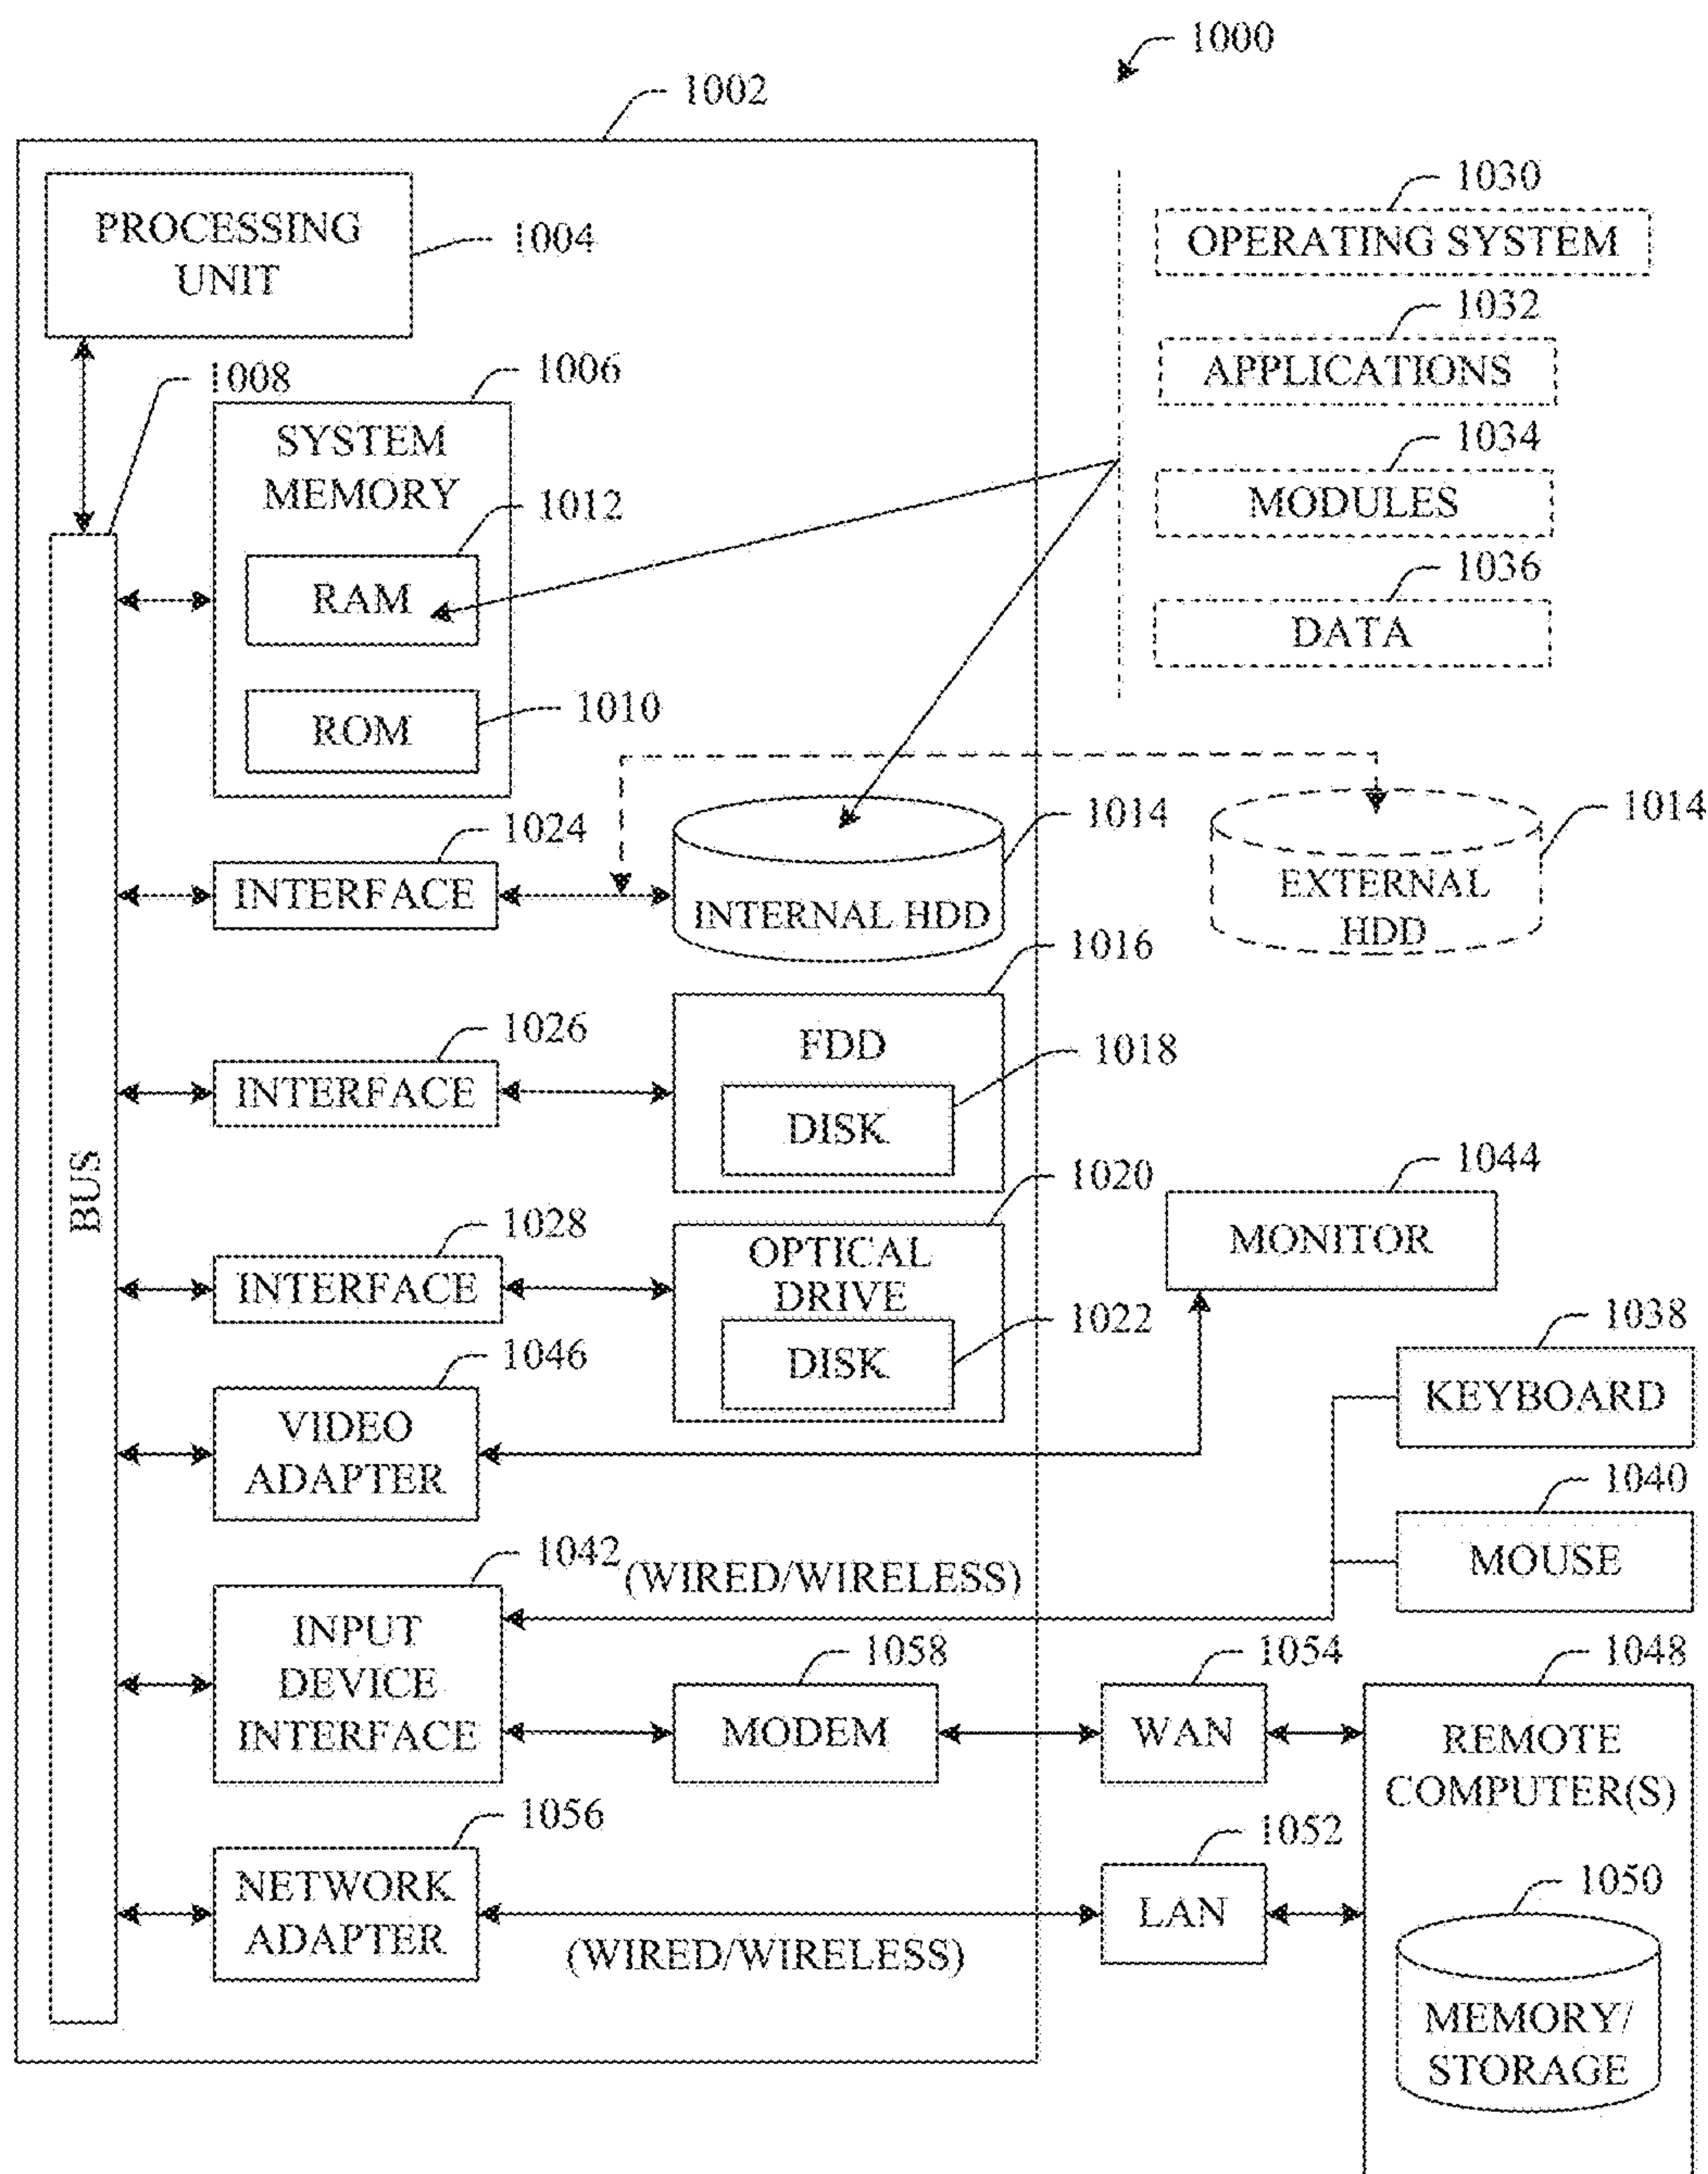 1000
1002
PROCESSING
UNIT
1004
1030
OPERATING SYSTEM
1032
APPLICATIONS
1034
MODULES
1036
DATA
1008
1006
SYSTEM
MEMORY
1012
RAM
1010
ROM
1024
INTERFACE
1014
INTERNAL HDD
1014
EXTERNAL
HDD
1016
FDD
1026
INTERFACE
1018
DISK
BUS
1028
INTERFACE
1020
OPTICAL
DRIVE
1022
DISK
1044
MONITOR
1046
VIDEO
ADAPTER
1038
KEYBOARD
1040
MOUSE
1042
(WIRED/WIRELESS)
INPUT
DEVICE
INTERFACE
1058
MODEM
1054
WAN
1048
REMOTE
COMPUTER(S)
1056
NETWORK
ADAPTER
(WIRED/WIRELESS)
1052
LAN
1050
MEMORY/
STORAGE